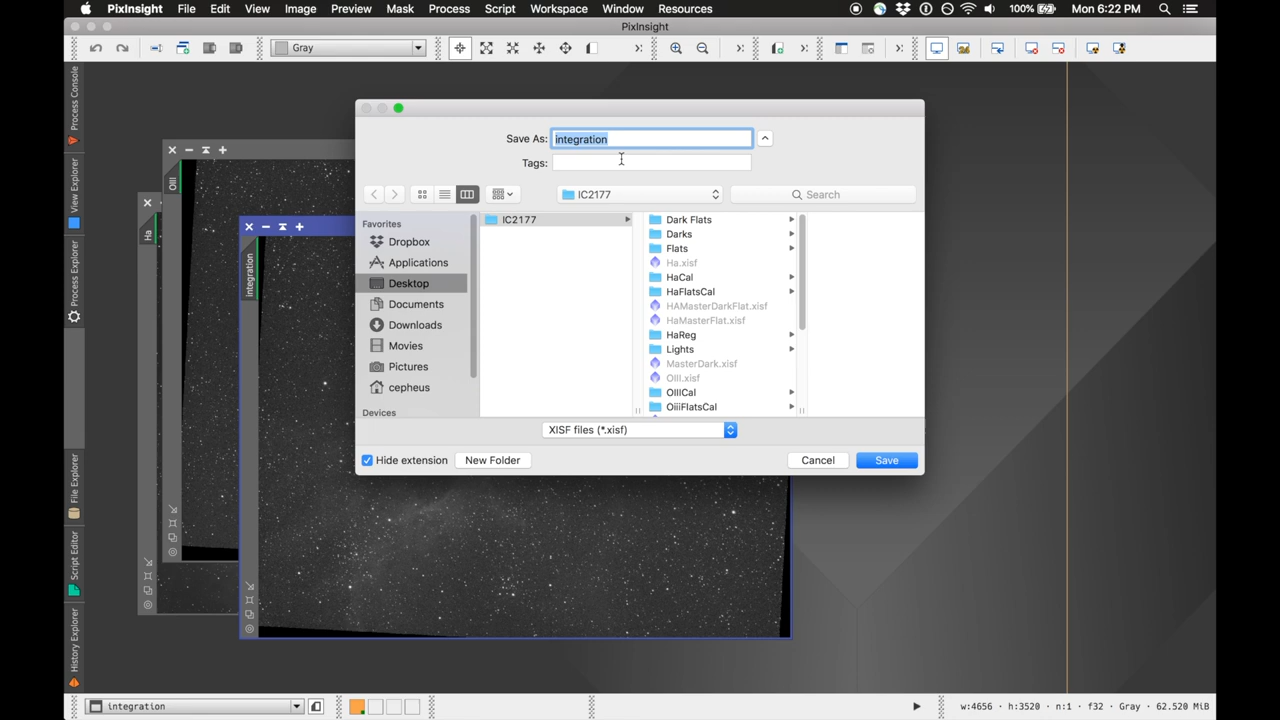 PixInsight File Edit View Image Preview Mask Process Script Workspace Window Resources 100% Mon 6:22 PM
PixInsight
Gray
Process Console
View Explorer
Process Explorer
File Explorer
Script Editor
History Explorer
Ha
OIII
integration
Save As: integration
Tags:
IC2177 Search
Favorites
Dropbox
Applications
Desktop
Documents
Downloads
Movies
Pictures
cepheus
Devices
IC2177
Dark Flats
Darks
Flats
Ha.xisf
HaCal
HaFlatsCal
HAMasterDarkFlat.xisf
HaMasterFlat.xisf
HaReg
Lights
MasterDark.xisf
OIII.xisf
OIIICal
OiiiFlatsCal
XISF files (*.xisf)
Hide extension New Folder Cancel Save
integration w:4656 · h:3520 · n:1 · f32 · Gray · 62.520 MiB